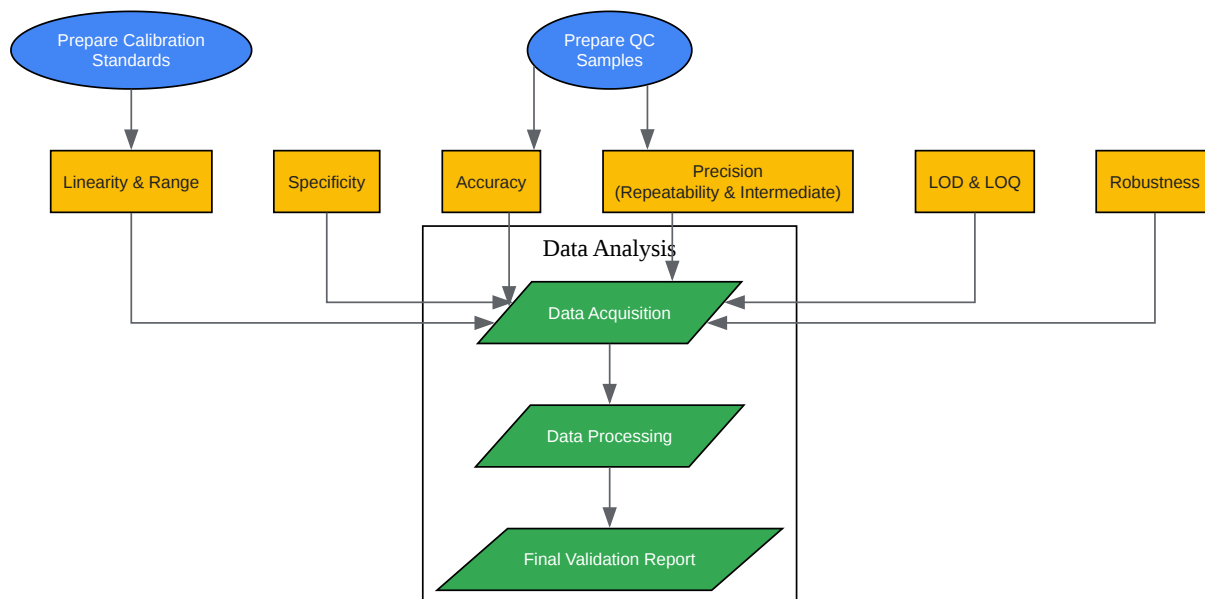 Prepare Calibration
Standards
Prepare QC
Samples
Linearity & Range
Specificity
Accuracy
Precision
(Repeatability & Intermediate)
LOD & LOQ
Robustness
Data Analysis
Data Acquisition
Data Processing
Final Validation Report